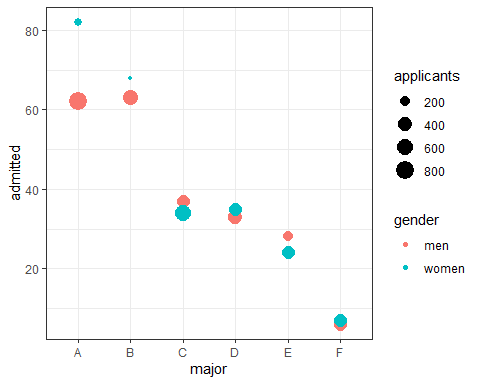 80
60
40
20
admitted
A B C D E F
major
applicants
200
400
600
800
gender
men
women